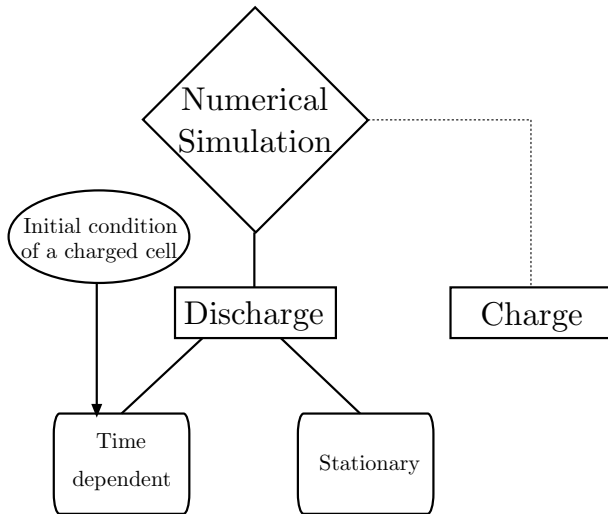 Numerical
Simulation
Initial condition
of a charged cell
Discharge
Charge
Time
dependent
Stationary